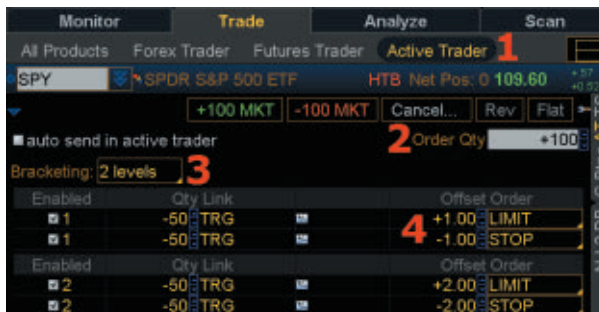 Monitor Trade Analyze Scan
All Products Forex Trader Futures Trader Active Trader 1
SPY SPDR S&P 500 ETF HTB Net Pos: 0 109.60 +.57
+100 MKT -100 MKT Cancel... Rev Flat
auto send in active trader 2 Order Qty +100
Bracketing: 2 levels 3
Enabled Qty Link Offset Order
1 -50 TRG +1.00 LIMIT
1 -50 TRG 4 -1.00 STOP
Enabled Qty Link Offset Order
2 -50 TRG +2.00 LIMIT
2 -50 TRG -2.00 STOP